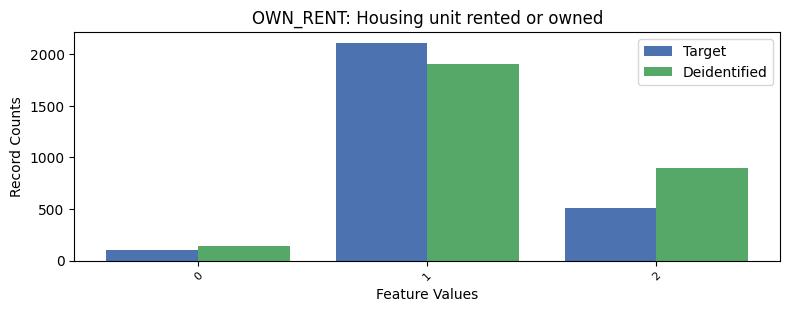 OWN_RENT: Housing unit rented or owned
Target
Deidentified
Record Counts
2000
1500
1000
500
0
0
1
2
Feature Values